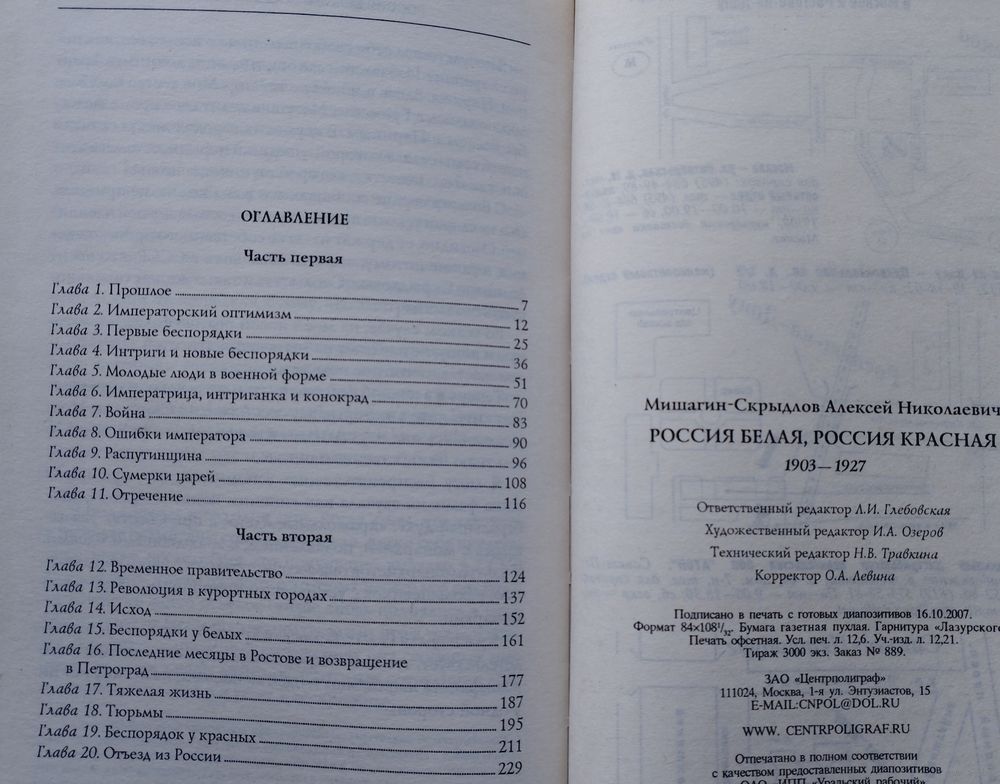 ОГЛАВЛЕНИЕ
Часть первая
Глава 1. Прошлое 7
Глава 2. Императорский оптимизм 12
Глава 3. Первые беспорядки 25
Глава 4. Интриги и новые беспорядки 36
Глава 5. Молодые люди в военной форме 51
Глава 6. Императрица, интриганка и конокрад 70
Глава 7. Война 83
Глава 8. Ошибки императора 90
Глава 9. Распутинщина 96
Глава 10. Сумерки царей 108
Глава 11. Отречение 116
Часть вторая
Глава 12. Временное правительство 124
Глава 13. Революция в курортных городах 137
Глава 14. Исход 152
Глава 15. Беспорядки у белых 161
Глава 16. Последние месяцы в Ростове и возвращение
в Петроград 177
Глава 17. Тяжелая жизнь 187
Глава 18. Тюрьмы 195
Глава 19. Беспорядок у красных 211
Глава 20. Отъезд из России 229
Мишагин-Скрыдлов Алексей Николаевич
РОССИЯ БЕЛАЯ, РОССИЯ КРАСНАЯ
1903—1927
Ответственный редактор Л.И. Глебовская
Художественный редактор И.А. Озеров
Технический редактор Н.В. Травкина
Корректор О.А. Левина
Подписано в печать с готовых диапозитивов 16.10.2007.
Формат 84×108 1/32. Бумага газетная пухлая. Гарнитура «Лазурского
Печать офсетная. Усл. печ. л. 12,6. Уч.-изд. л. 12,21.
Тираж 3000 экз. Заказ № 889.
ЗАО «Центрполиграф»
111024, Москва, 1-я ул. Энтузиастов, 15
E-MAIL:CNPOL@DOL.RU
WWW. CENTRPOLIGRAF.RU
Отпечатано в полном соответствии
с качеством предоставленных диапозитивов
ОАО «ИПП «Уральский рабочий»